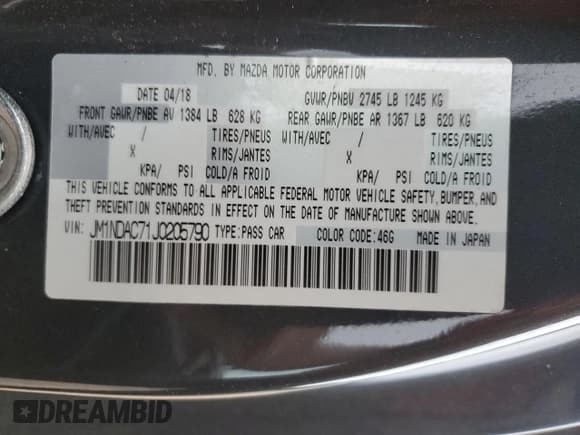 MFD. BY MAZDA MOTOR CORPORATION
DATE 04/18 GVWR/PNBV 2745 LB 1245 KG
FRONT GAWR/PNBE AV 1384 LB 628 KG REAR GAWR/PNBE AR 1367 LB 620 KG
WITH/AVEC / TIRES/PNEUS WITH/AVEC / TIRES/PNEUS
X RIMS/JANTES X RIMS/JANTES
KPA/ PSI COLD/A FROID KPA/ PSI COLD/A FROID
THIS VEHICLE CONFORMS TO ALL APPLICABLE FEDERAL MOTOR VEHICLE SAFETY, BUMPER, AND
THEFT PREVENTION STANDARDS IN EFFECT ON THE DATE OF MANUFACTURE SHOWN ABOVE.
VIN: JM1NDAC71J0205790 TYPE:PASS CAR COLOR CODE:46G MADE IN JAPAN
DREAMBID